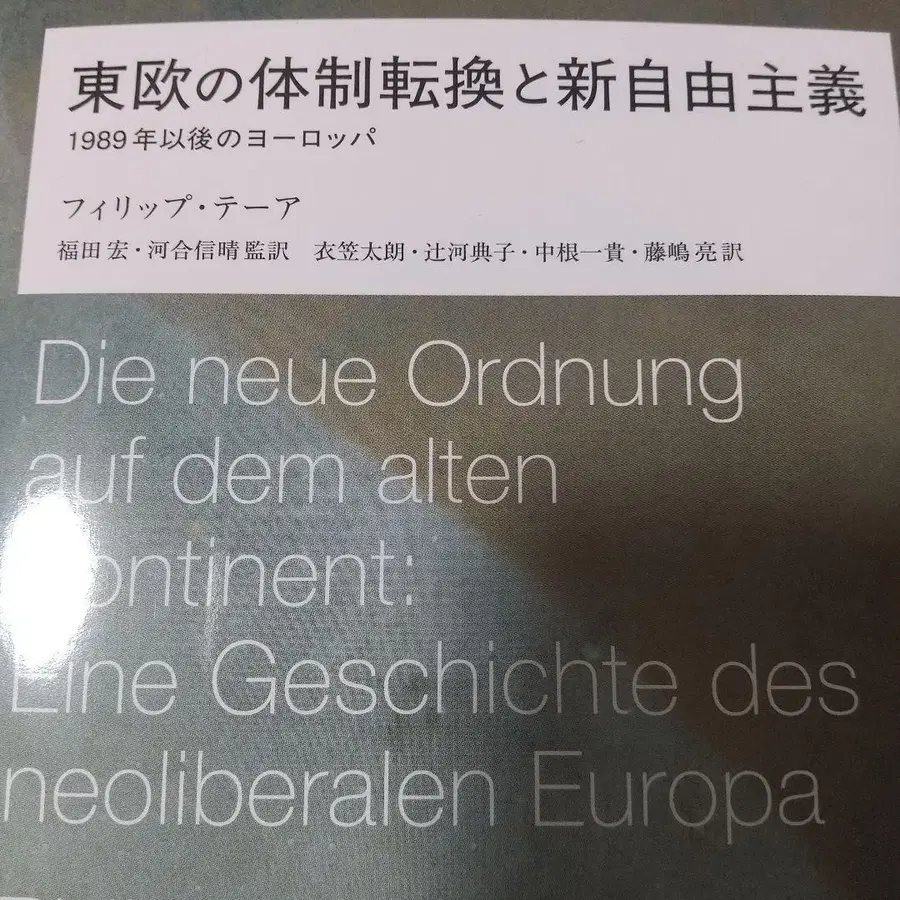 東欧の体制転換と新自由主義
1989年以後のヨーロッパ
フィリップ・テーア
福田 宏・河合信晴 監訳　衣笠太朗・辻河典子・中根一貴・藤嶋 亮 訳
Die neue Ordnung
auf dem alten
Kontinent:
Eine Geschichte des
neoliberalen Europa